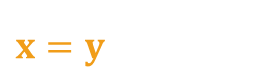 x = y